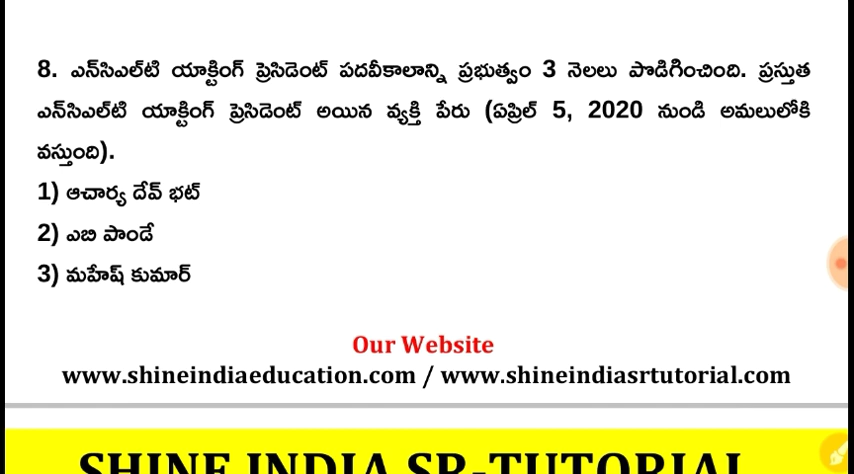 8. ఎన్‌సిఎల్‌టి యాక్టింగ్ ప్రెసిడెంట్ పదవీకాలాన్ని ప్రభుత్వం 3 నెలలు పొడిగించింది. ప్రస్తుత
ఎన్‌సిఎల్‌టి యాక్టింగ్ ప్రెసిడెంట్ అయిన వ్యక్తి పేరు (ఏప్రిల్ 5, 2020 నుండి అమలులోకి
వస్తుంది).
1) ఆచార్య దేవ్ భట్
2) ఎబి పాండే
3) మహేష్ కుమార్
Our Website
www.shineindiaeducation.com / www.shineindiasrtutorial.com
SHINE INDIA SR-TUTORIAL